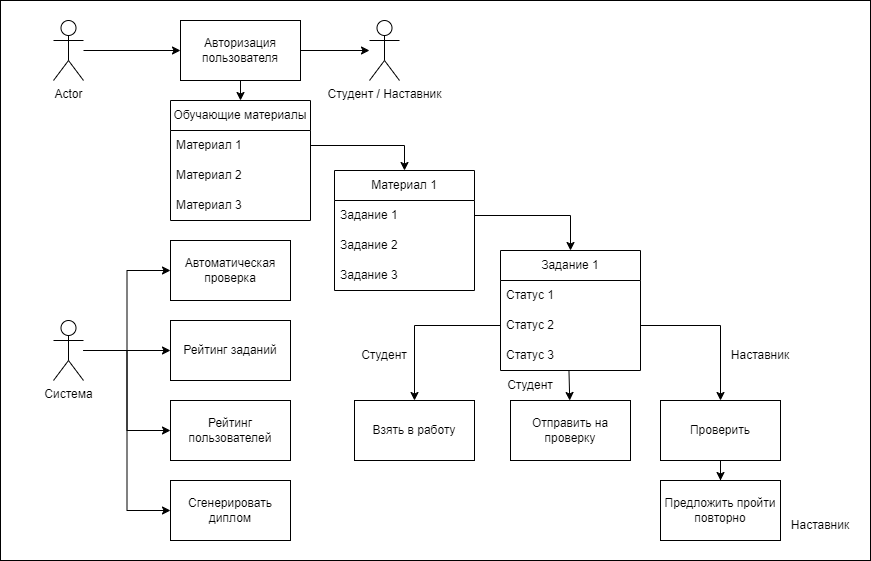 Авторизация
пользователя
Actor
Студент / Наставник
Обучающие материалы
Материал 1
Материал 2
Материал 3
Материал 1
Задание 1
Задание 2
Задание 3
Автоматическая
проверка
Задание 1
Статус 1
Статус 2
Статус 3
Рейтинг заданий
Система
Студент
Наставник
Студент
Рейтинг
пользователей
Взять в работу
Отправить на
проверку
Проверить
Сгенерировать
диплом
Предложить пройти
повторно
Наставник